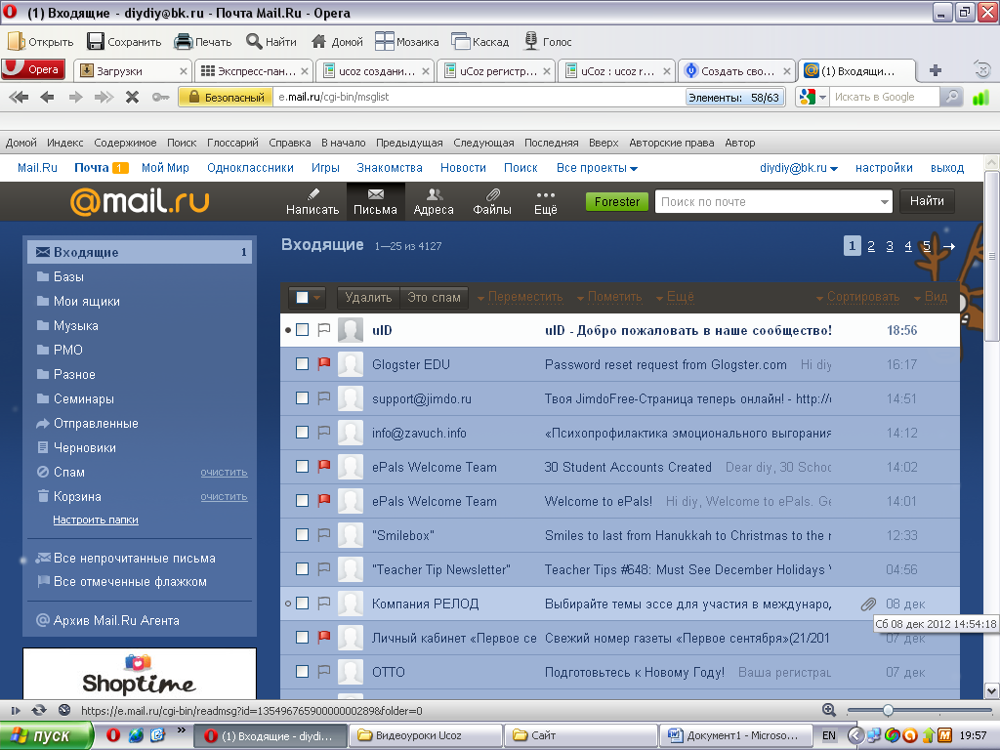 (1) Входящие - diydiy@bk.ru - Почта Mail.Ru - Opera
Открыть Сохранить Печать Найти Домой Мозаика Каскад Голос
Opera Загрузки Экспресс-пан... ucoz создани... uCoz регистр... uCoz : ucoz r... Создать сво... (1) Входящи...
Безопасный e.mail.ru/cgi-bin/msglist Элементы: 58/63 Искать в Google
Домой Индекс Содержимое Поиск Глоссарий Справка В начало Предыдущая Следующая Последняя Вверх Авторские права Автор
Mail.Ru Почта 1 Мой Мир Одноклассники Игры Знакомства Новости Поиск Все проекты diydiy@bk.ru настройки выход
@mail.ru Написать Письма Адреса Файлы Ещё Forester Поиск по почте Найти
Входящие 1
Базы
Мои ящики
Музыка
РМО
Разное
Семинары
Отправленные
Черновики
Спам очистить
Корзина очистить
Настроить папки
Все непрочитанные письма
Все отмеченные флажком
Архив Mail.Ru Агента
Shoptime
Входящие 1—25 из 4127 1 2 3 4 5 →
Удалить Это спам Переместить Пометить Ещё Сортировать Вид
uID uID - Добро пожаловать в наше сообщество! 18:56
Glogster EDU Password reset request from Glogster.com Hi diy 16:17
support@jimdo.ru Твоя JimdoFree-Страница теперь онлайн! - http:// 14:51
info@zavuch.info «Психопрофилактика эмоционального выгорания 14:12
ePals Welcome Team 30 Student Accounts Created Dear diy, 30 Schoo 14:02
ePals Welcome Team Welcome to ePals! Hi diy, Welcome to ePals. Ge 14:01
"Smilebox" Smiles to last from Hanukkah to Christmas to the 12:33
"Teacher Tip Newsletter" Teacher Tips #648: Must See December Holidays 04:56
Компания РЕЛОД Выбирайте темы эссе для участия в международ 08 дек
Сб 08 дек 2012 14:54:18
Личный кабинет «Первое се Свежий номер газеты «Первое сентября»(21/201 07 дек
ОТТО Подготовьтесь к Новому Году! Ваша регистрац 07 дек
https://e.mail.ru/cgi-bin/readmsg?id=13549676590000000289&folder=0
пуск (1) Входящие - diydi... Видеоуроки Ucoz Сайт Документ1 - Microso... EN 19:57